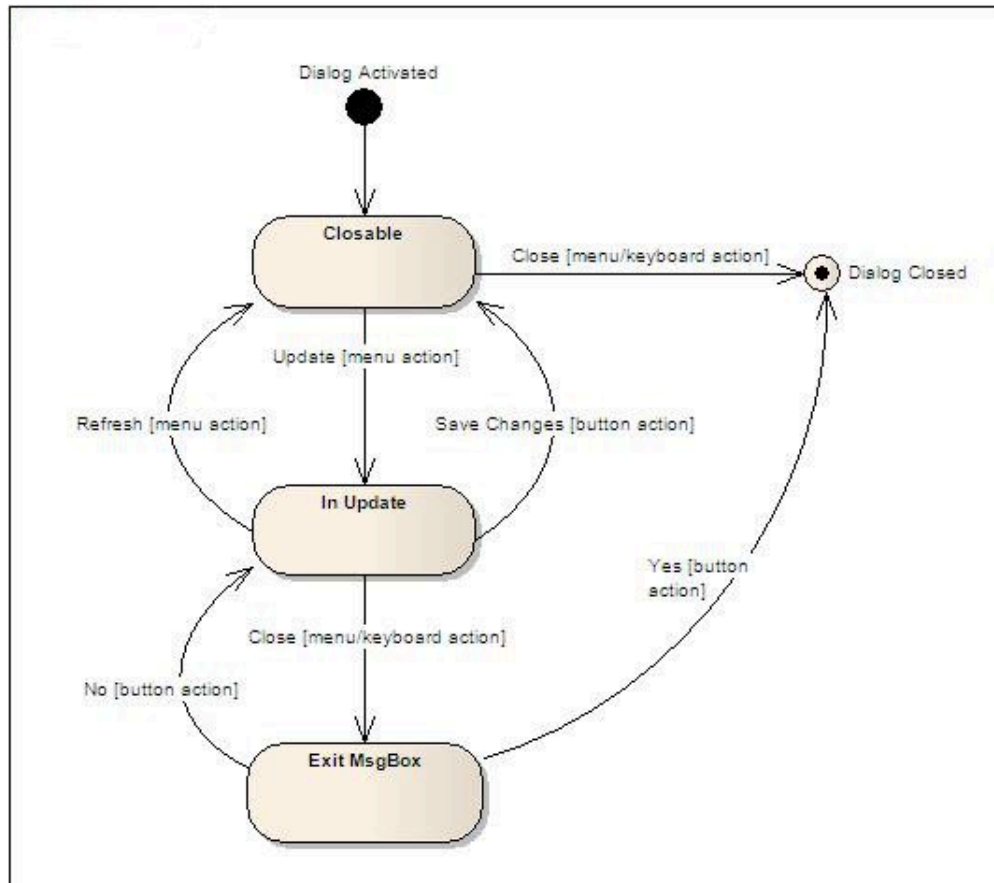 Dialog Activated
Closable
Close [menu/keyboard action]
Dialog Closed
Update [menu action]
Refresh [menu action]
Save Changes [button action]
In Update
Yes [button
action]
Close [menu/keyboard action]
No [button action]
Exit MsgBox